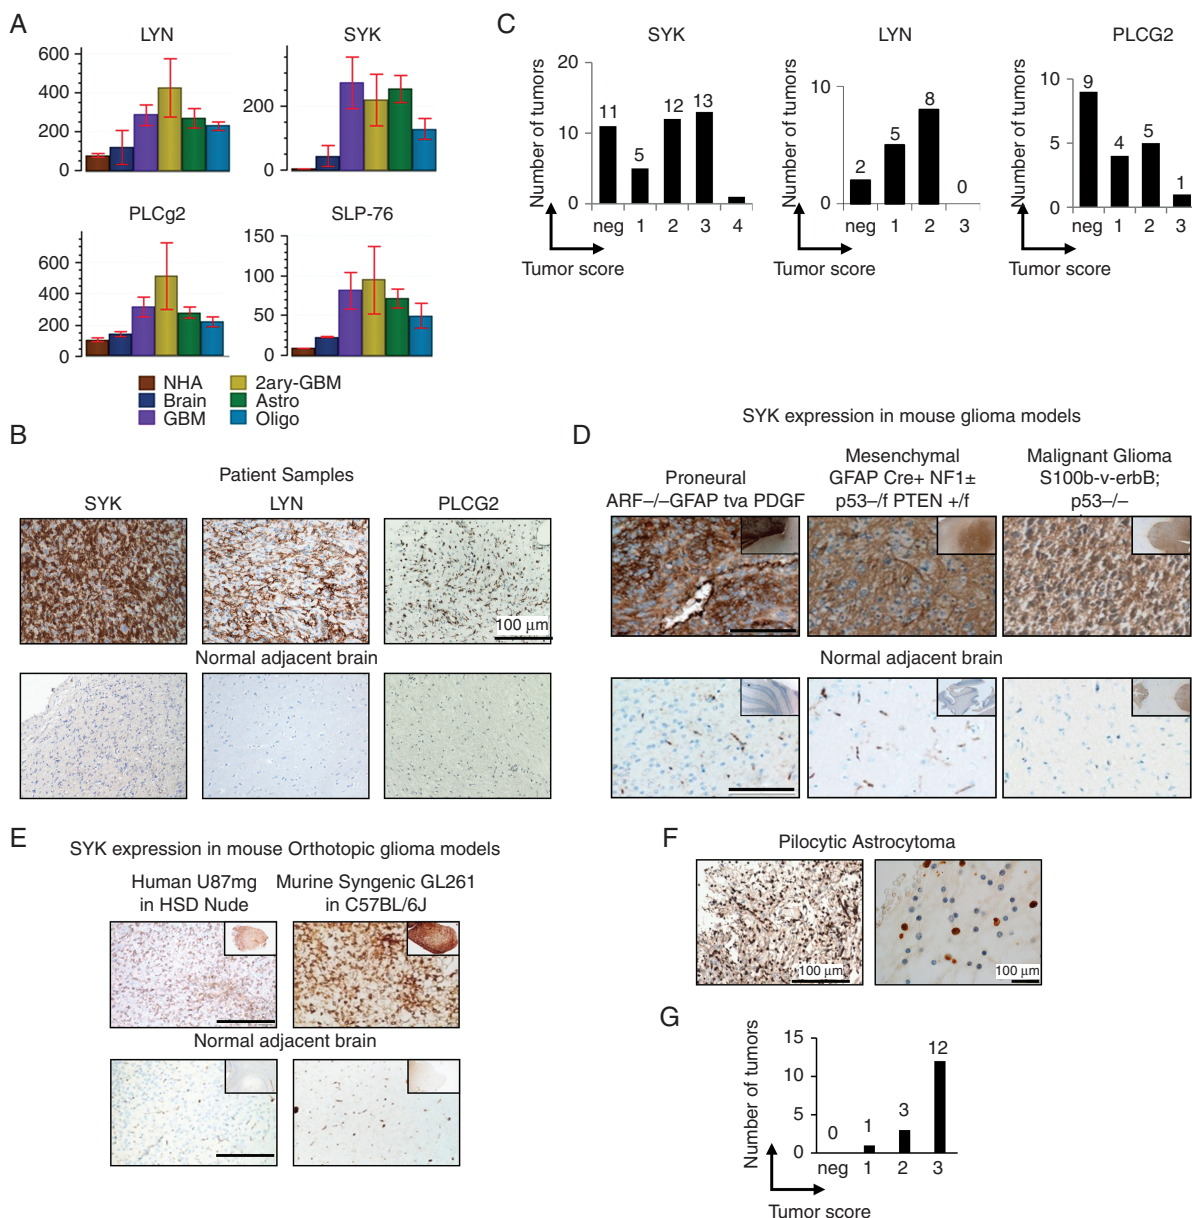 A
LYN
600
400
200
0
SYK
200
0
PLCg2
600
400
200
0
SLP-76
150
100
50
0
NHA
Brain
GBM
2ary-GBM
Astro
Oligo
C
SYK
Number of tumors
20
10
0
11
5
12
13
neg 1 2 3 4
Tumor score
LYN
Number of tumors
10
0
2
5
8
0
neg 1 2 3
Tumor score
PLCG2
Number of tumors
10
5
0
9
4
5
1
neg 1 2 3
Tumor score
B
Patient Samples
SYK LYN PLCG2
100 μm
Normal adjacent brain
D
SYK expression in mouse glioma models
Proneural
ARF–/–GFAP tva PDGF
Mesenchymal
GFAP Cre+ NF1±
p53–/f PTEN +/f
Malignant Glioma
S100b-v-erbB;
p53–/–
Normal adjacent brain
E
SYK expression in mouse Orthotopic glioma models
Human U87mg
in HSD Nude
Murine Syngenic GL261
in C57BL/6J
Normal adjacent brain
F
Pilocytic Astrocytoma
100 μm
100 μm
G
Number of tumors
15
10
5
0
0
1
3
12
neg 1 2 3
Tumor score